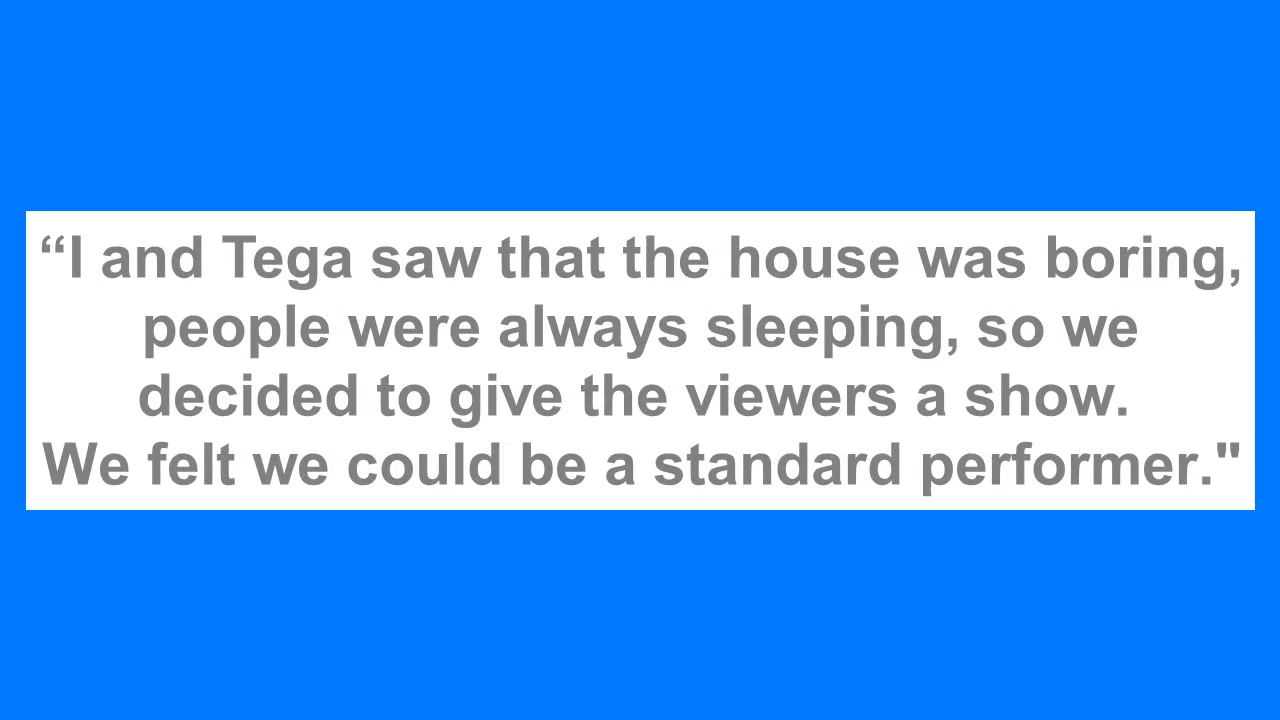 “I and Tega saw that the house was boring,
people were always sleeping, so we
decided to give the viewers a show.
We felt we could be a standard performer."